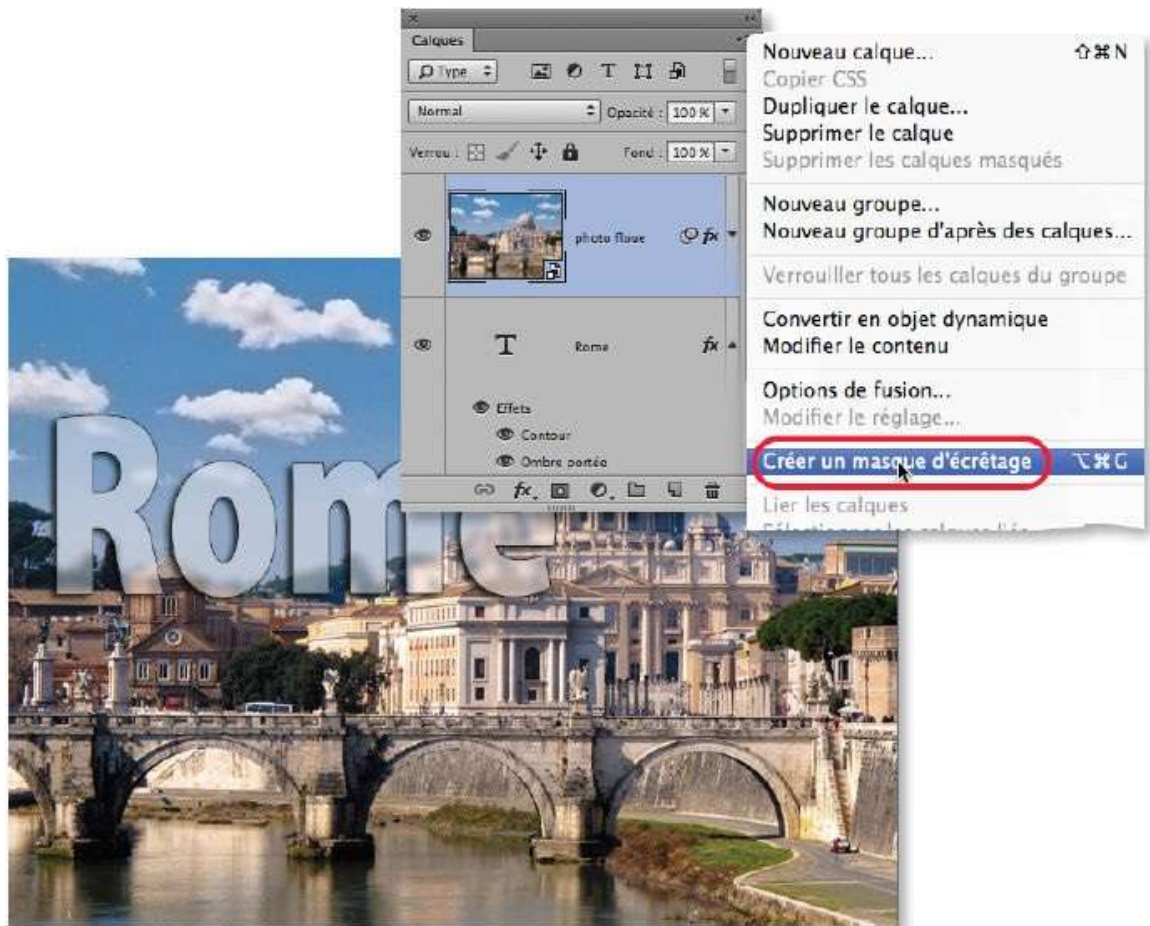 Calques
Type
Normal
Opacité : 100 %
Verrou :
Fond : 100 %
photo floue
fx
T
Rome
fx
Effets
Contour
Ombre portée
fx
Nouveau calque... ⇧⌘N
Copier CSS
Dupliquer le calque...
Supprimer le calque
Supprimer les calques masqués
Nouveau groupe...
Nouveau groupe d'après des calques...
Verrouiller tous les calques du groupe
Convertir en objet dynamique
Modifier le contenu
Options de fusion...
Modifier le réglage...
Créer un masque d'écrêtage ⌥⌘G
Lier les calques
Rome